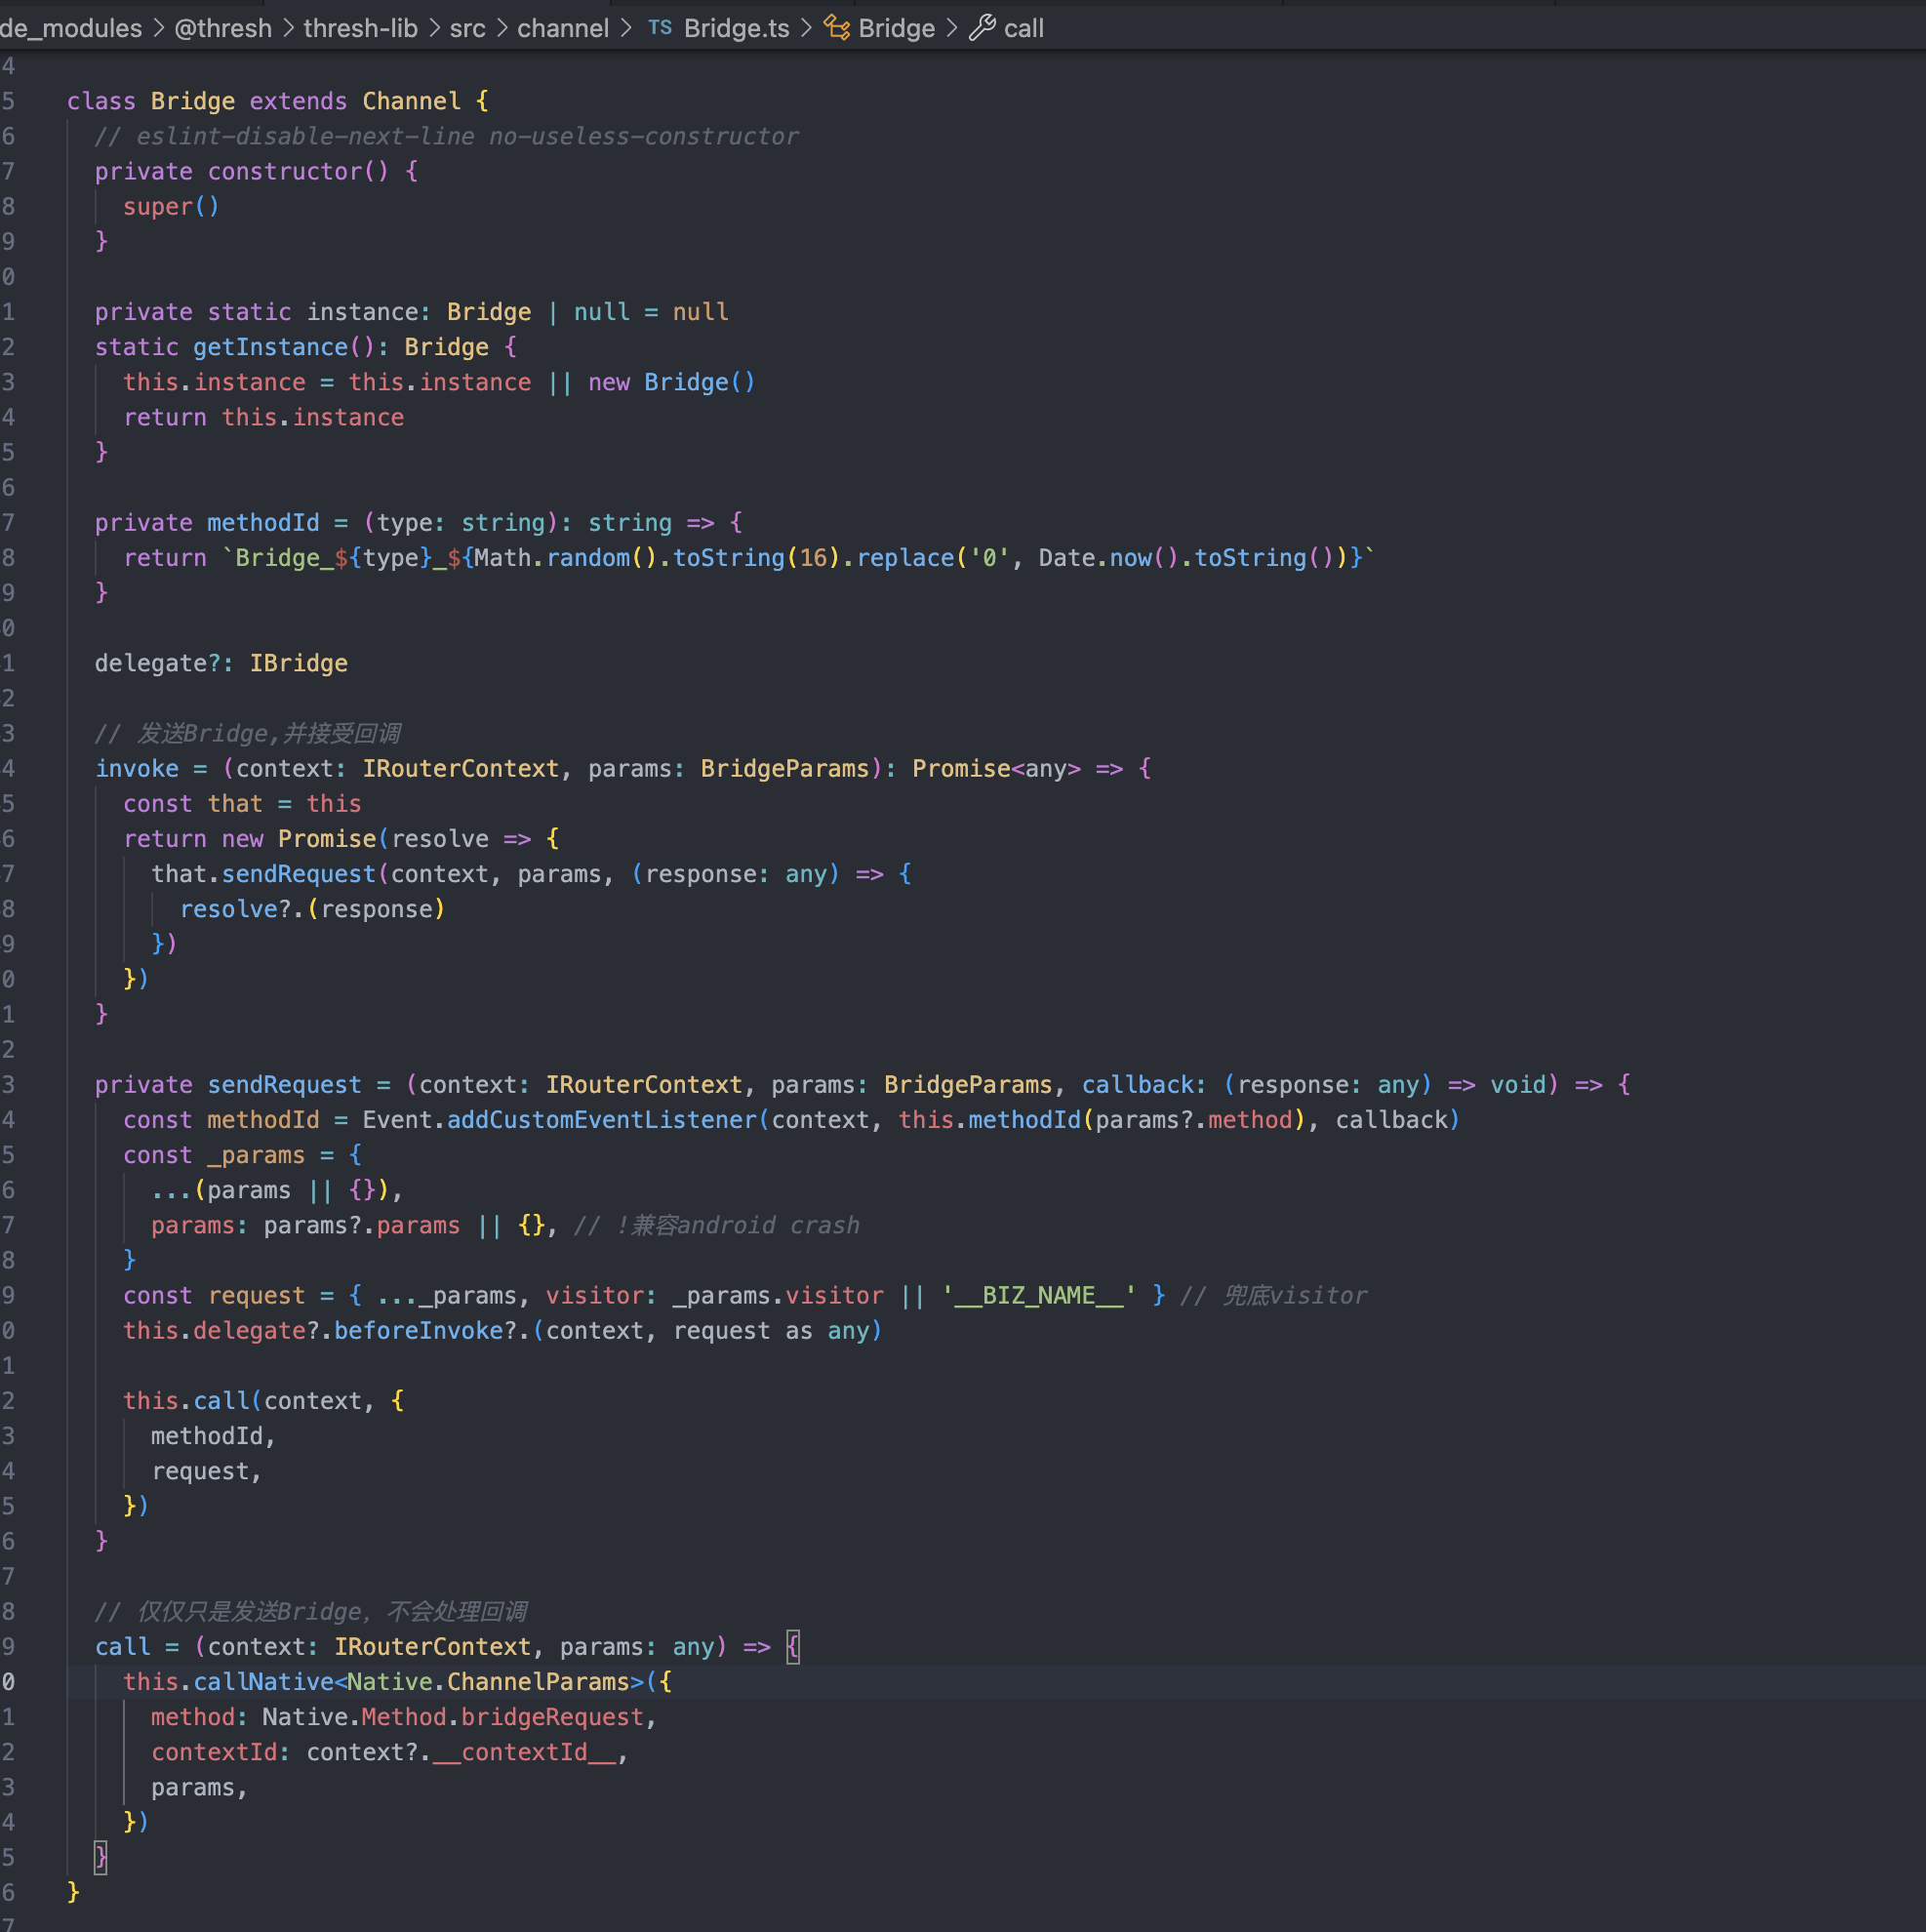 de_modules > @thresh > thresh-lib > src > channel > TS Bridge.ts > Bridge > call
4
5 class Bridge extends Channel {
6 // eslint-disable-next-line no-useless-constructor
7 private constructor() {
8 super()
9 }
0
1 private static instance: Bridge | null = null
2 static getInstance(): Bridge {
3 this.instance = this.instance || new Bridge()
4 return this.instance
5 }
6
7 private methodId = (type: string): string => {
8 return `Bridge_${type}_${Math.random().toString(16).replace('0', Date.now().toString())}`
9 }
0
1 delegate?: IBridge
2
3 // 发送Bridge,并接受回调
4 invoke = (context: IRouterContext, params: BridgeParams): Promise<any> => {
5 const that = this
6 return new Promise(resolve => {
7 that.sendRequest(context, params, (response: any) => {
8 resolve?.(response)
9 })
0 })
1 }
2
3 private sendRequest = (context: IRouterContext, params: BridgeParams, callback: (response: any) => void) => {
4 const methodId = Event.addCustomEventListener(context, this.methodId(params?.method), callback)
5 const _params = {
6 ...(params || {}),
7 params: params?.params || {}, // !兼容android crash
8 }
9 const request = { ..._params, visitor: _params.visitor || '__BIZ_NAME__' } // 兜底visitor
0 this.delegate?.beforeInvoke?.(context, request as any)
1
2 this.call(context, {
3 methodId,
4 request,
5 })
6 }
7
8 // 仅仅只是发送Bridge, 不会处理回调
9 call = (context: IRouterContext, params: any) => {
0 this.callNative<Native.ChannelParams>({
1 method: Native.Method.bridgeRequest,
2 contextId: context?.__contextId__,
3 params,
4 })
5 }
6 }
7